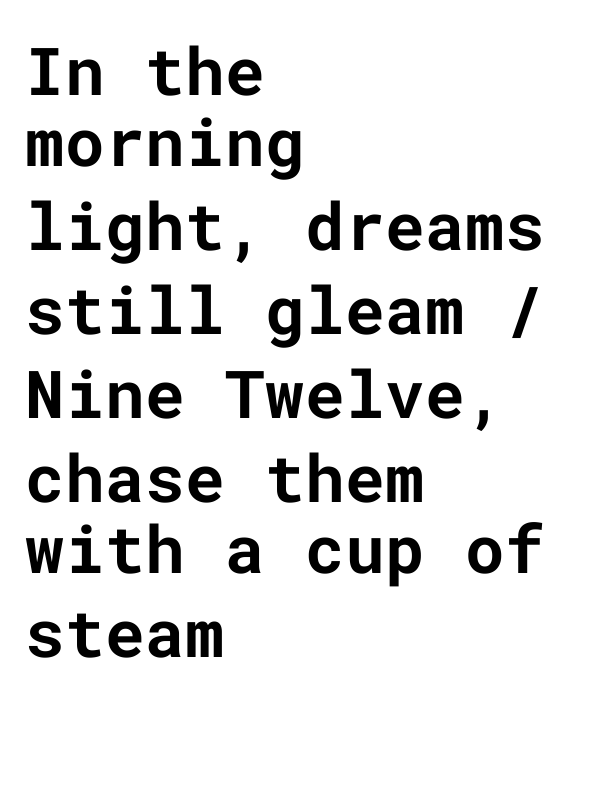 In the
morning
light, dreams
still gleam /
Nine Twelve,
chase them
with a cup of
steam